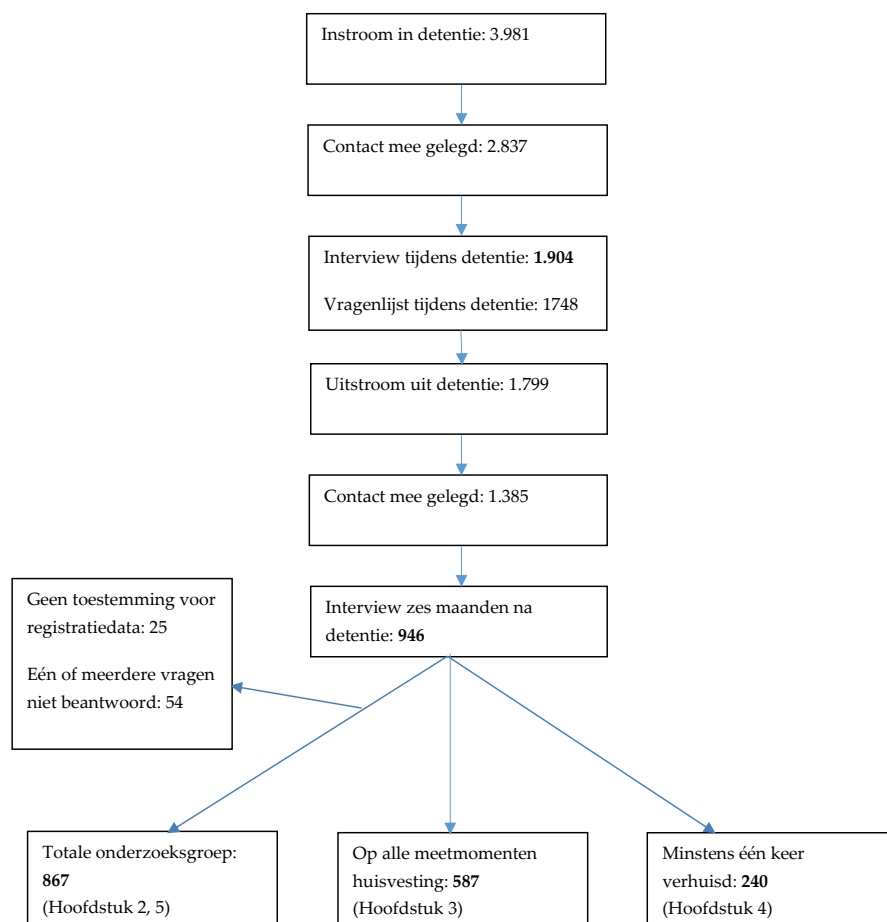 Instroom in detentie: 3.981
Contact mee gelegd: 2.837
Interview tijdens detentie: 1.904
Vragenlijst tijdens detentie: 1748
Uitstroom uit detentie: 1.799
Contact mee gelegd: 1.385
Geen toestemming voor
registratiedata: 25
Eén of meerdere vragen
niet beantwoord: 54
Interview zes maanden na
detentie: 946
Totale onderzoeksgroep:
867
(Hoofdstuk 2, 5)
Op alle meetmomenten
huisvesting: 587
(Hoofdstuk 3)
Minstens één keer
verhuisd: 240
(Hoofdstuk 4)